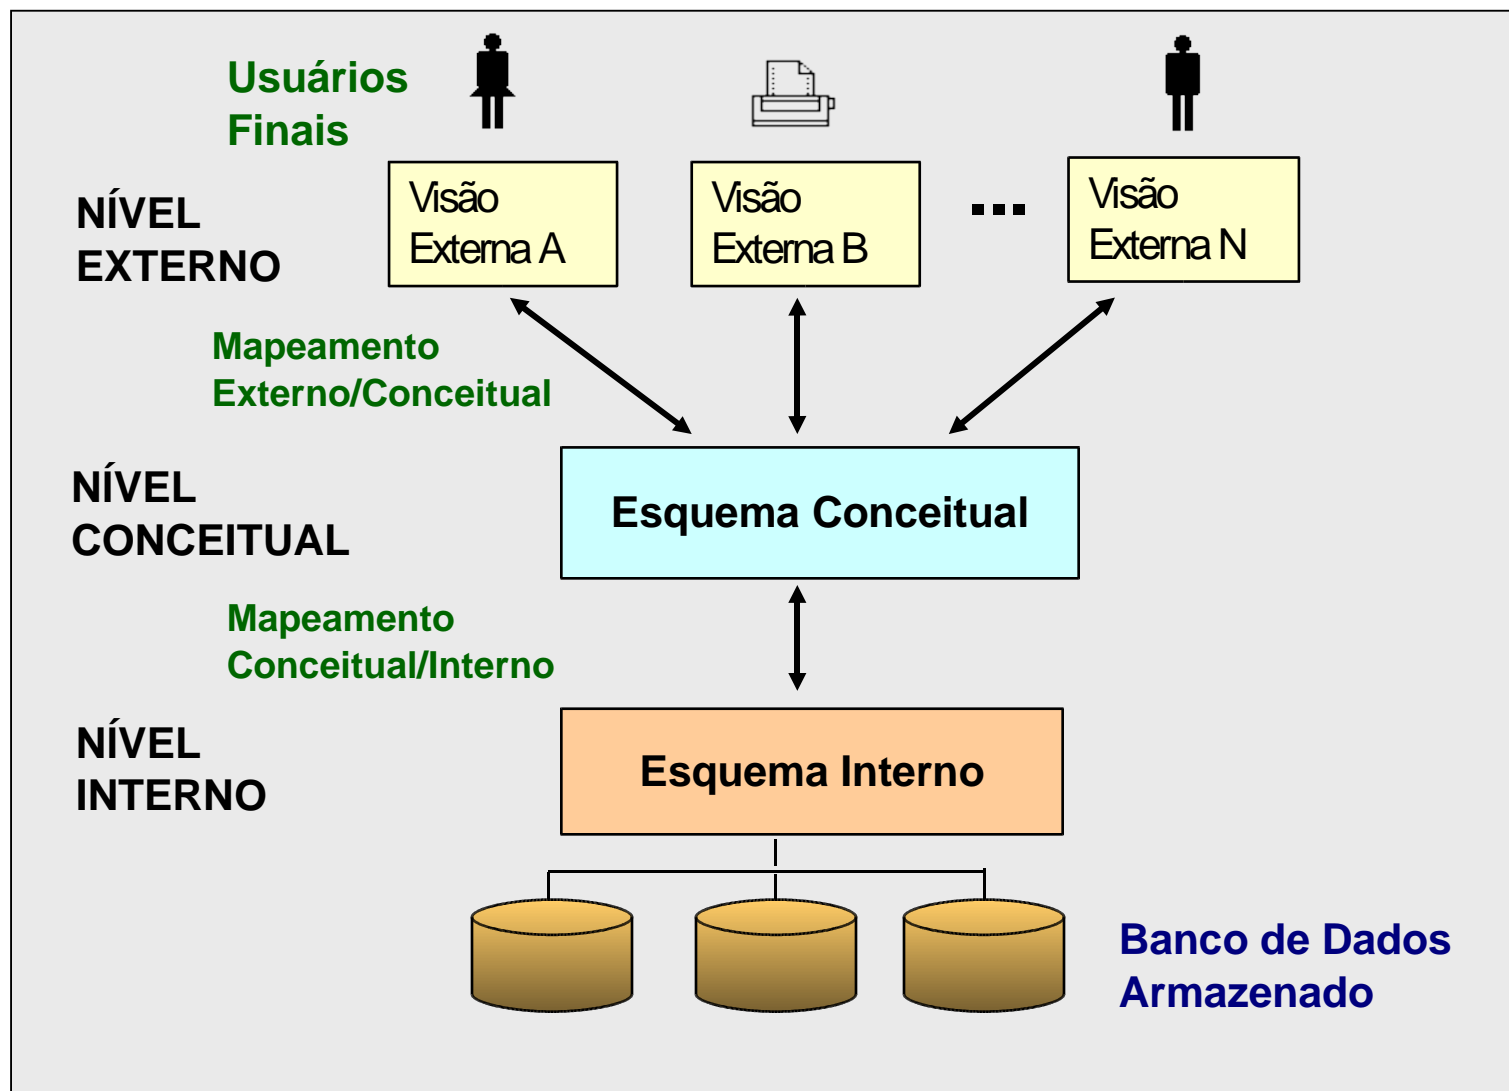 Usuários
Finais
NÍVEL
EXTERNO
Visão
Externa A
Visão
Externa B
...
Visão
Externa N
Mapeamento
Externo/Conceitual
NÍVEL
CONCEITUAL
Esquema Conceitual
Mapeamento
Conceitual/Interno
NÍVEL
INTERNO
Esquema Interno
Banco de Dados
Armazenado